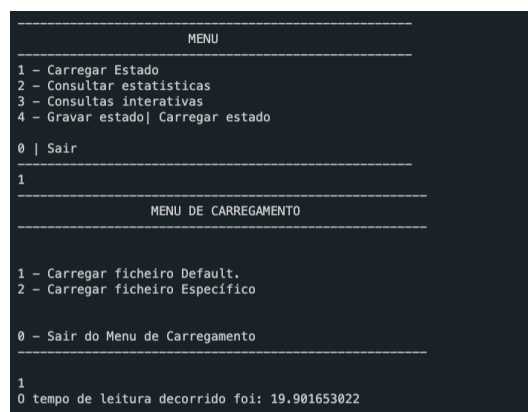 MENU
1 – Carregar Estado
2 – Consultar estatisticas
3 – Consultas interativas
4 – Gravar estado| Carregar estado
0 | Sair
1
MENU DE CARREGAMENTO
1 – Carregar ficheiro Default.
2 – Carregar ficheiro Específico
0 – Sair do Menu de Carregamento
1
O tempo de leitura decorrido foi: 19.901653022